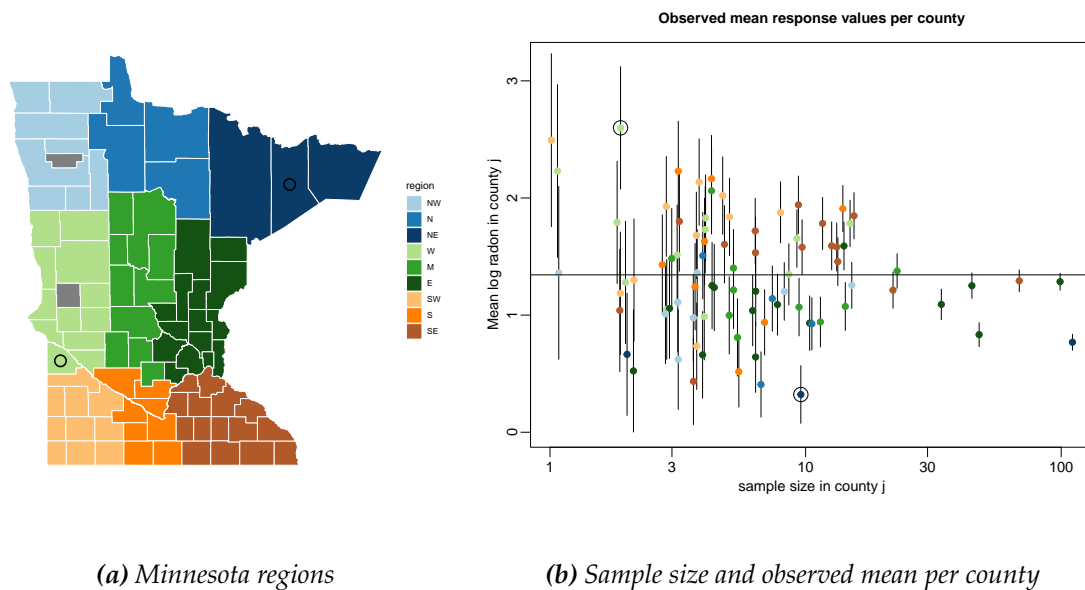 Observed mean response values per county
region
NW
N
NE
W
M
E
SW
S
SE
Mean log radon in county j
3
2
1
0
1 3 10 30 100
sample size in county j
(a) Minnesota regions
(b) Sample size and observed mean per county